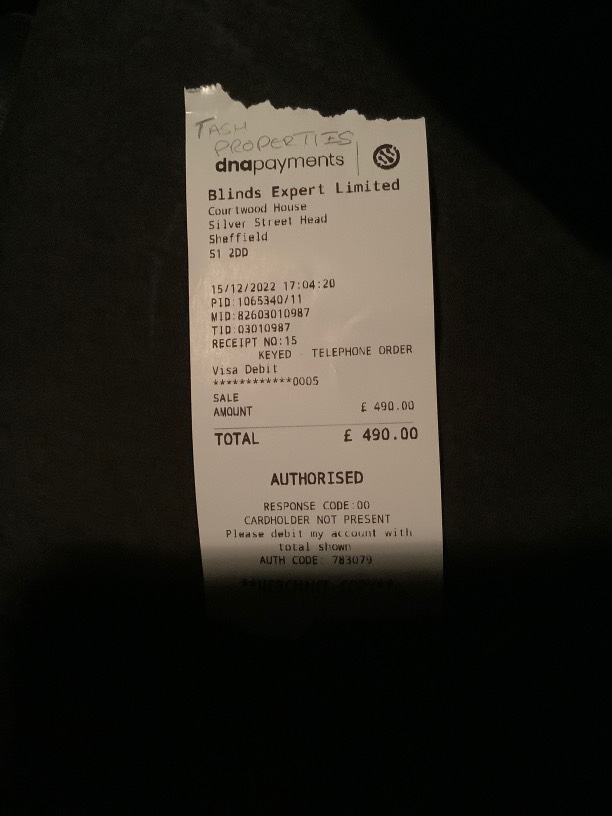 TASH
PROPERTIES
dnapayments
Blinds Expert Limited
Courtwood House
Silver Street Head
Sheffield
S1 2DD
15/12/2022 17:04:20
PID:1065340/11
MID:82603010987
TID:03010987
RECEIPT NO:15
KEYED - TELEPHONE ORDER
Visa Debit
************0005
SALE
AMOUNT £ 490.00
TOTAL £ 490.00
AUTHORISED
RESPONSE CODE:00
CARDHOLDER NOT PRESENT
Please debit my account with
total shown
AUTH CODE: 783079